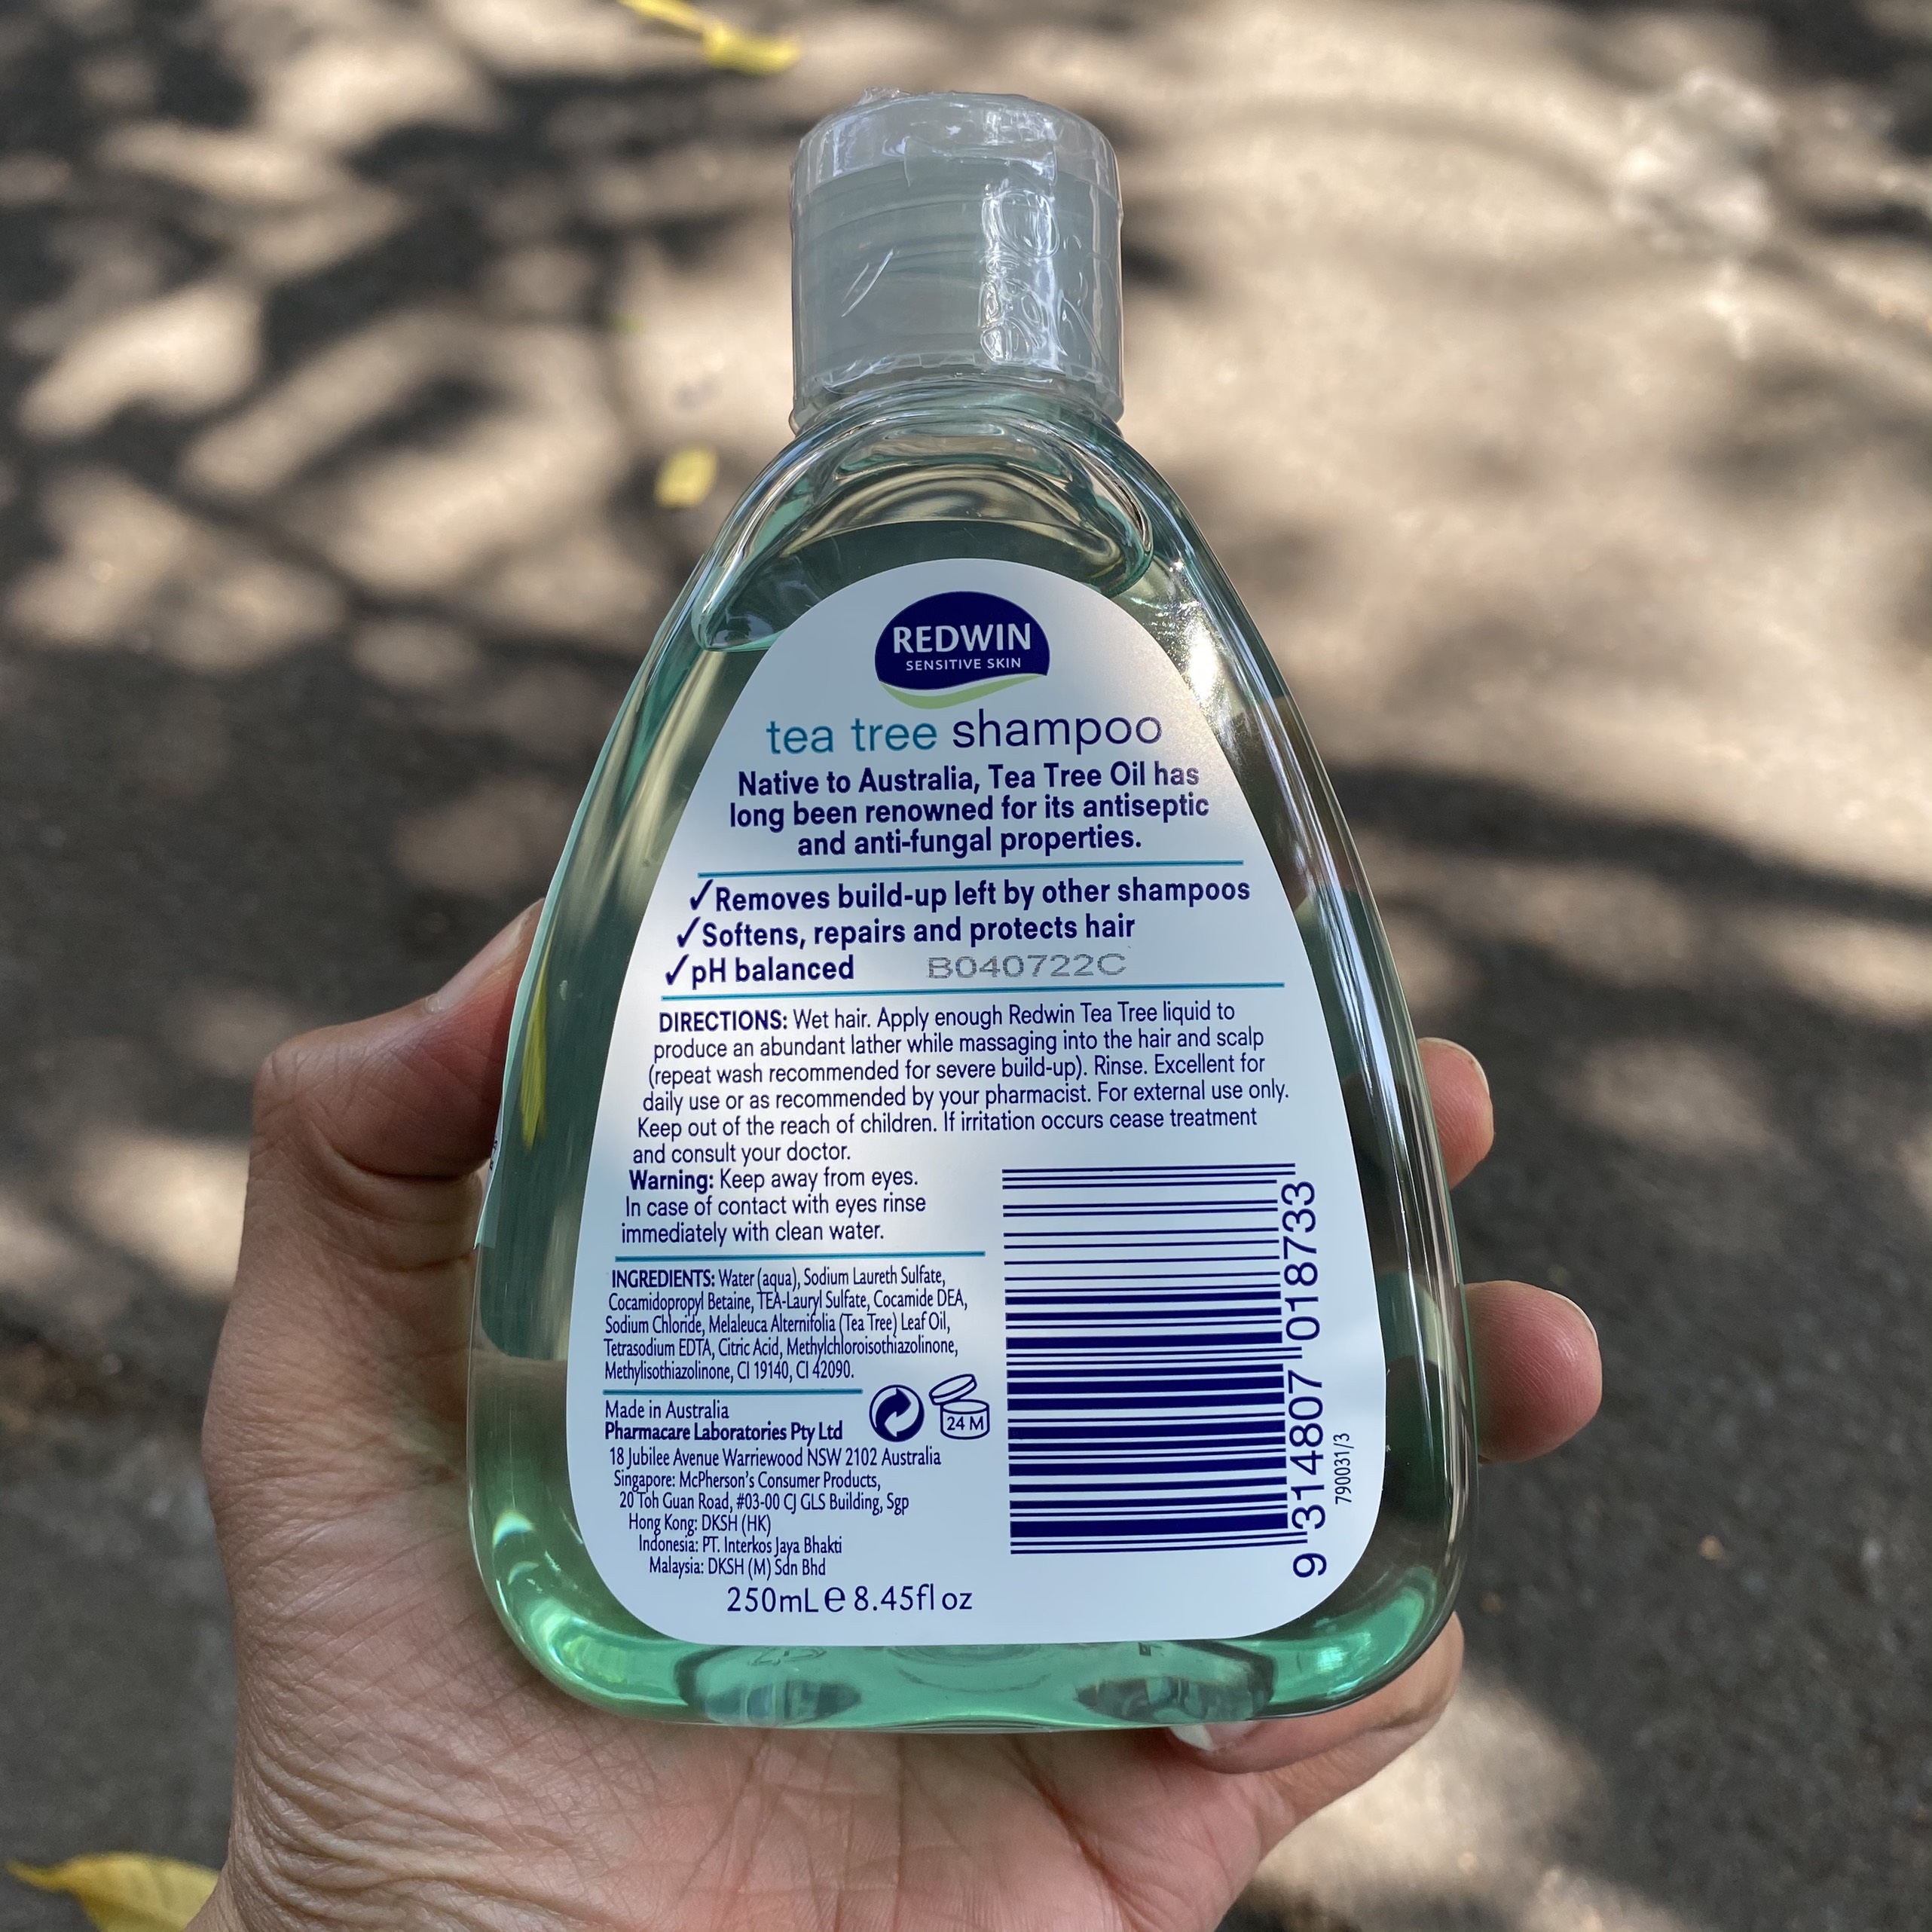 REDWIN
SENSITIVE SKIN
tea tree shampoo
Native to Australia, Tea Tree Oil has
long been renowned for its antiseptic
and anti-fungal properties.
✓Removes build-up left by other shampoos
✓Softens, repairs and protects hair
✓pH balanced
B040722C
DIRECTIONS: Wet hair. Apply enough Redwin Tea Tree liquid to
produce an abundant lather while massaging into the hair and scalp
(repeat wash recommended for severe build-up). Rinse. Excellent for
daily use or as recommended by your pharmacist. For external use only.
Keep out of the reach of children. If irritation occurs cease treatment
and consult your doctor.
Warning: Keep away from eyes.
In case of contact with eyes rinse
immediately with clean water.
INGREDIENTS: Water (aqua), Sodium Laureth Sulfate,
Cocamidopropyl Betaine, TEA-Lauryl Sulfate, Cocamide DEA,
Sodium Chloride, Melaleuca Alternifolia (Tea Tree) Leaf Oil,
Tetrasodium EDTA, Citric Acid, Methylchloroisothiazolinone,
Methylisothiazolinone, CI 19140, CI 42090.
Made in Australia
Pharmacare Laboratories Pty Ltd
18 Jubilee Avenue Warriewood NSW 2102 Australia
Singapore: McPherson's Consumer Products,
20 Toh Guan Road, #03-00 CJ GLS Building, Sgp
Hong Kong: DKSH (HK)
Indonesia: PT. Interkos Jaya Bhakti
Malaysia: DKSH (M) Sdn Bhd
250mL ℮ 8.45fl oz
24 M
9 314807 018733
790031/3